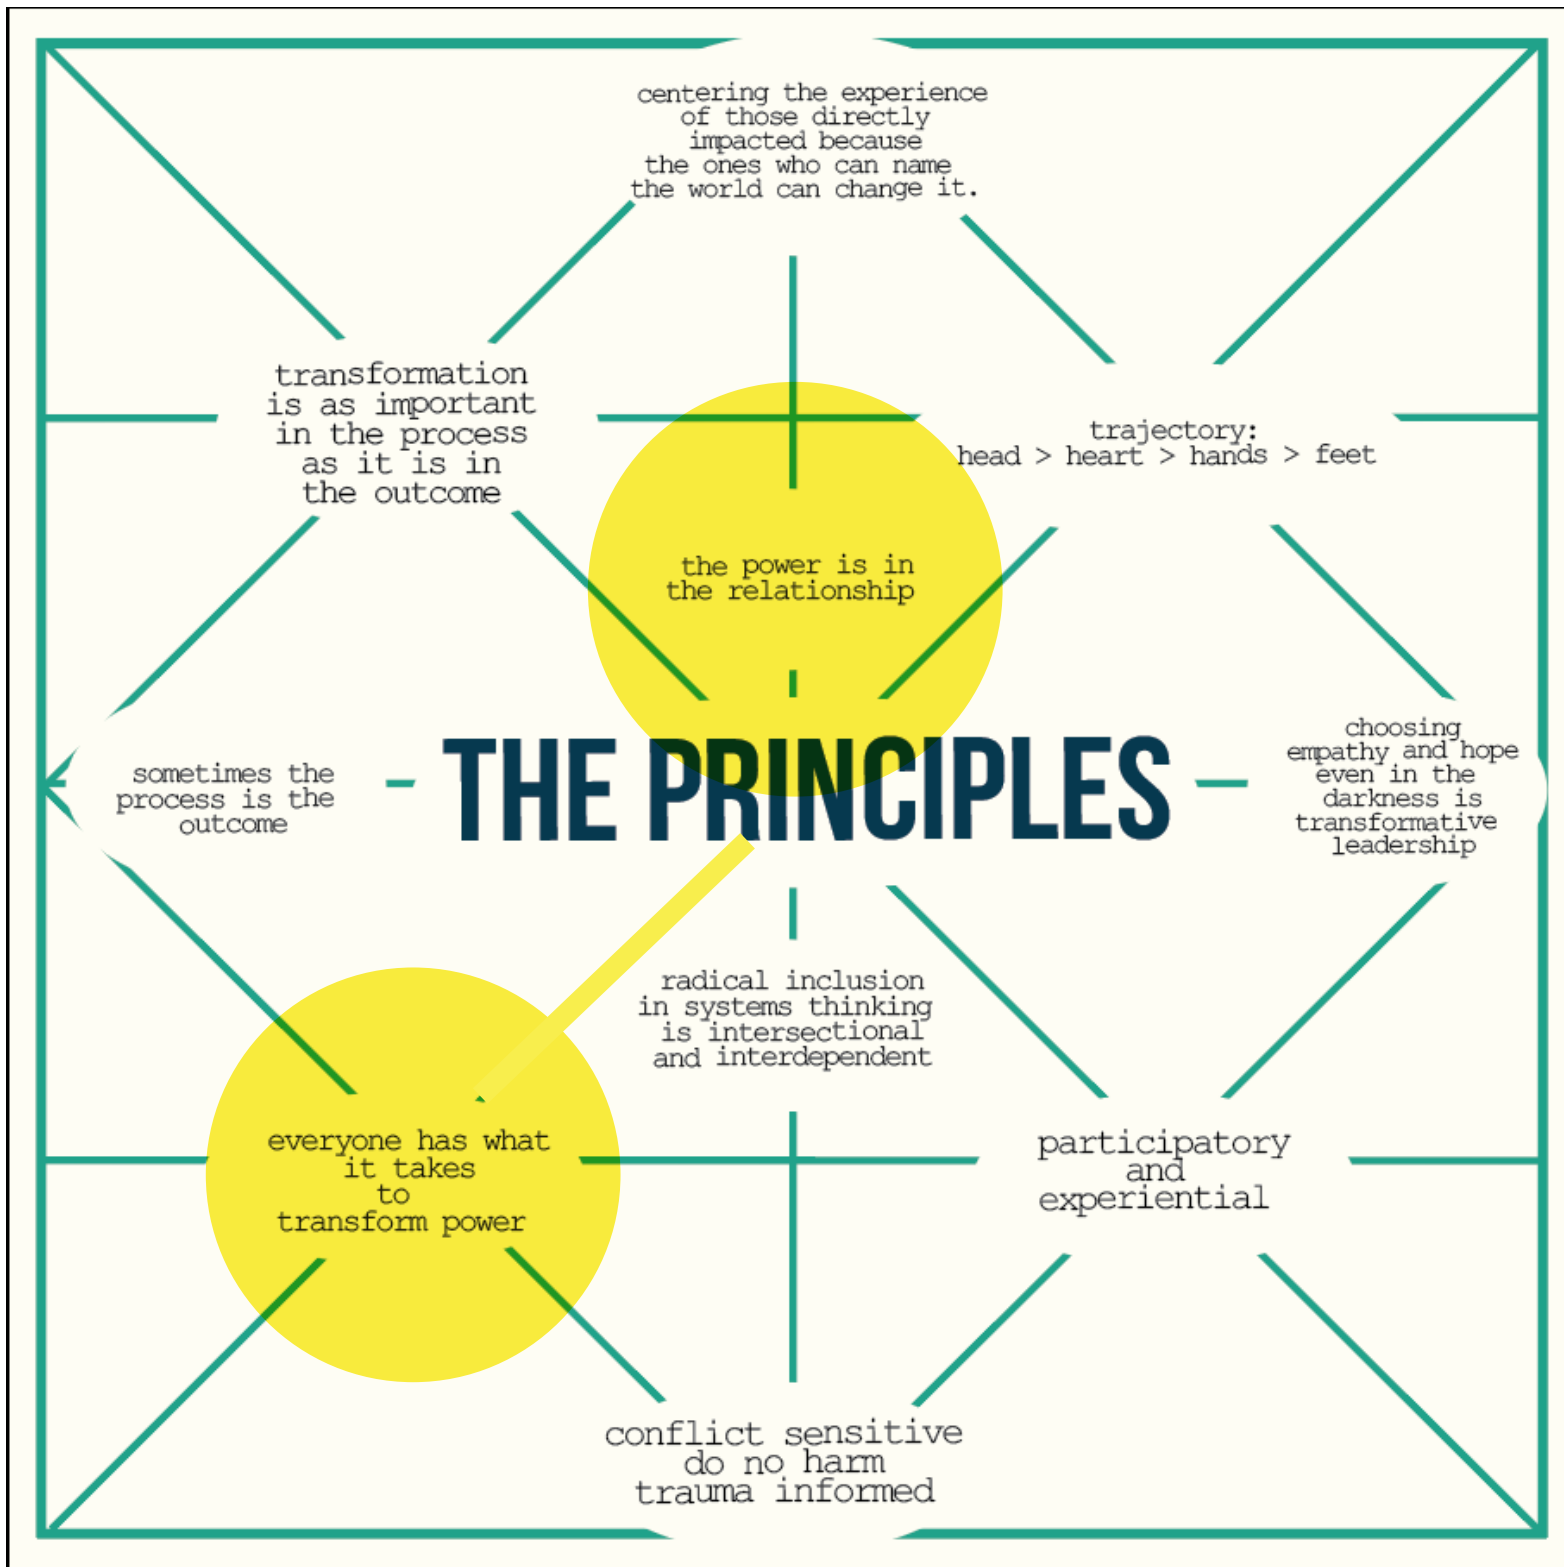 centering the experience
of those directly
impacted because
the ones who can name
the world can change it.
transformation
is as important
in the process
as it is in
the outcome
trajectory:
head > heart > hands > feet
the power is in
the relationship
sometimes the
process is the
outcome
THE PRINCIPLES
choosing
empathy and hope
even in the
darkness is
transformative
leadership
radical inclusion
in systems thinking
is intersectional
and interdependent
everyone has what
it takes
to
transform power
participatory
and
experiential
conflict sensitive
do no harm
trauma informed